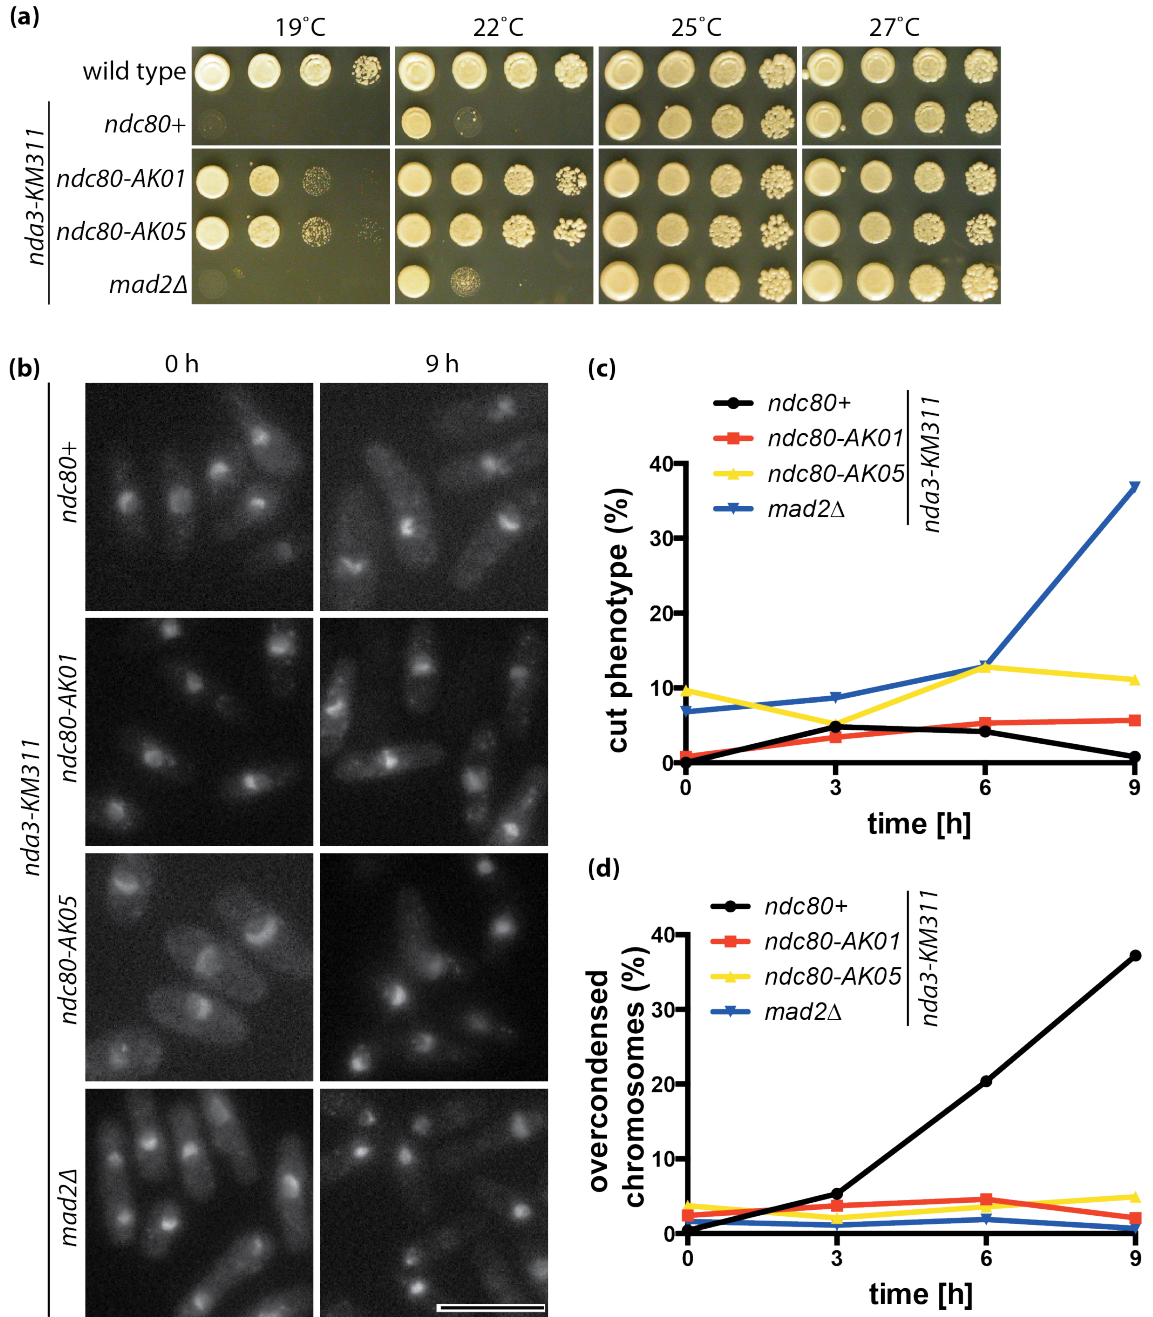 (a)
19˚C 22˚C 25˚C 27˚C
wild type
nda3-KM311
ndc80+
ndc80-AK01
ndc80-AK05
mad2Δ
(b)
0 h 9 h
nda3-KM311
ndc80+
ndc80-AK01
ndc80-AK05
mad2Δ
(c)
ndc80+
ndc80-AK01
ndc80-AK05
mad2Δ
nda3-KM311
cut phenotype (%)
40
30
20
10
0
0 3 6 9
time [h]
(d)
ndc80+
ndc80-AK01
ndc80-AK05
mad2Δ
nda3-KM311
overcondensed
chromosomes (%)
40
30
20
10
0
0 3 6 9
time [h]